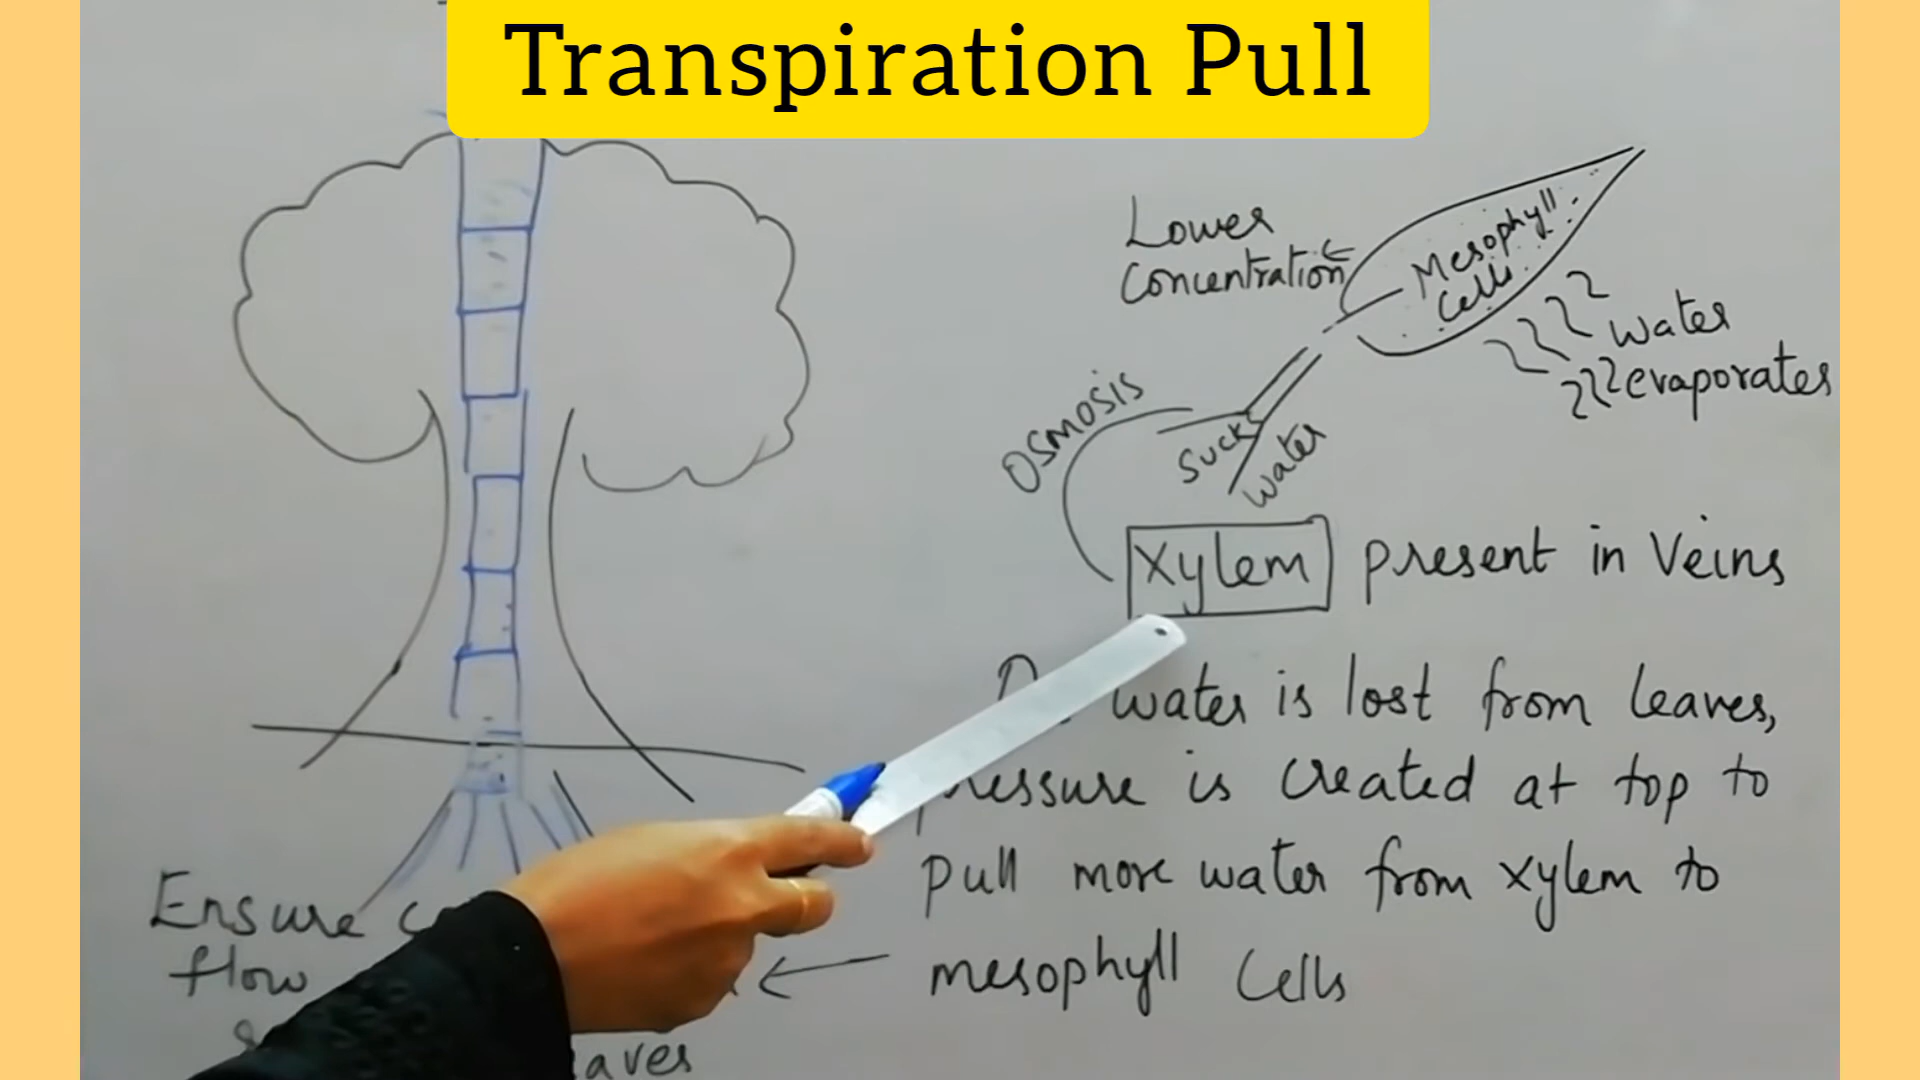 Transpiration Pull
Lower
Concentration
Mesophyll
Cells
water
evaporates
Osmosis
Sucks
Water
Xylem present in Veins
water is lost from leaves,
is created at top to
pull more water from xylem to
mesophyll cells
Ensure
flow